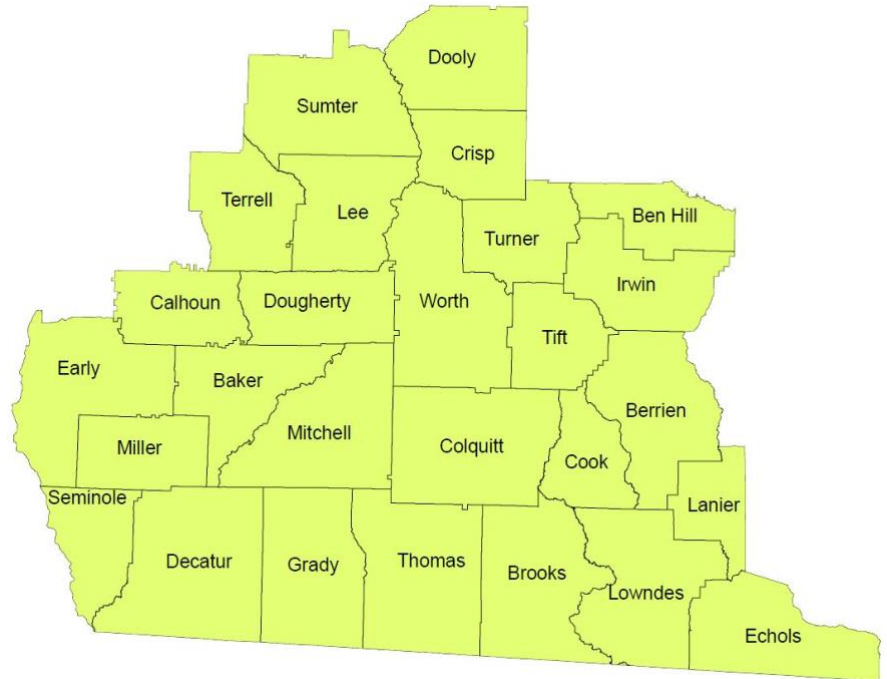 Dooly
Sumter
Crisp
Terrell
Lee
Ben Hill
Turner
Irwin
Calhoun
Dougherty
Worth
Tift
Early
Baker
Berrien
Mitchell
Colquitt
Miller
Cook
Seminole
Lanier
Decatur
Grady
Thomas
Brooks
Lowndes
Echols